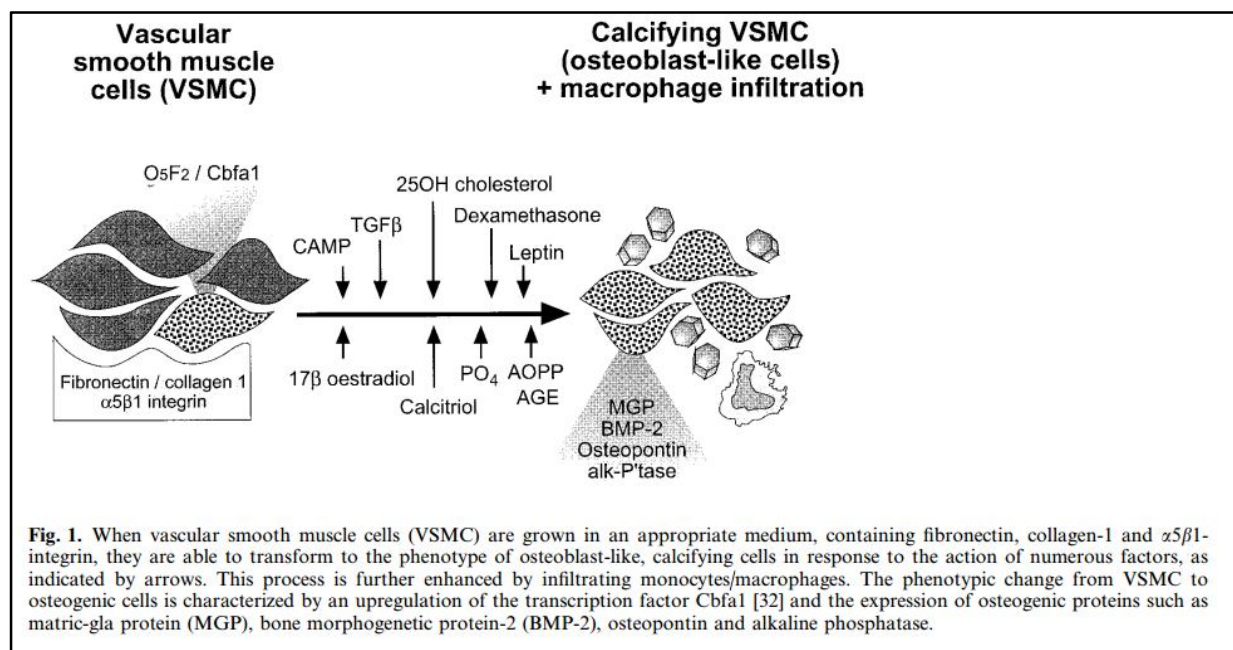 Vascular
smooth muscle
cells (VSMC)
Calcifying VSMC
(osteoblast-like cells)
+ macrophage infiltration
O5F2 / Cbfa1
25OH cholesterol
TGFβ
Dexamethasone
CAMP
Leptin
17β oestradiol
PO4
AOPP
AGE
Calcitriol
Fibronectin / collagen 1
α5β1 integrin
MGP
BMP-2
Osteopontin
alk-P'tase
Fig. 1. When vascular smooth muscle cells (VSMC) are grown in an appropriate medium, containing fibronectin, collagen-1 and α5β1-
integrin, they are able to transform to the phenotype of osteoblast-like, calcifying cells in response to the action of numerous factors, as
indicated by arrows. This process is further enhanced by infiltrating monocytes/macrophages. The phenotypic change from VSMC to
osteogenic cells is characterized by an upregulation of the transcription factor Cbfa1 [32] and the expression of osteogenic proteins such as
matric-gla protein (MGP), bone morphogenetic protein-2 (BMP-2), osteopontin and alkaline phosphatase.